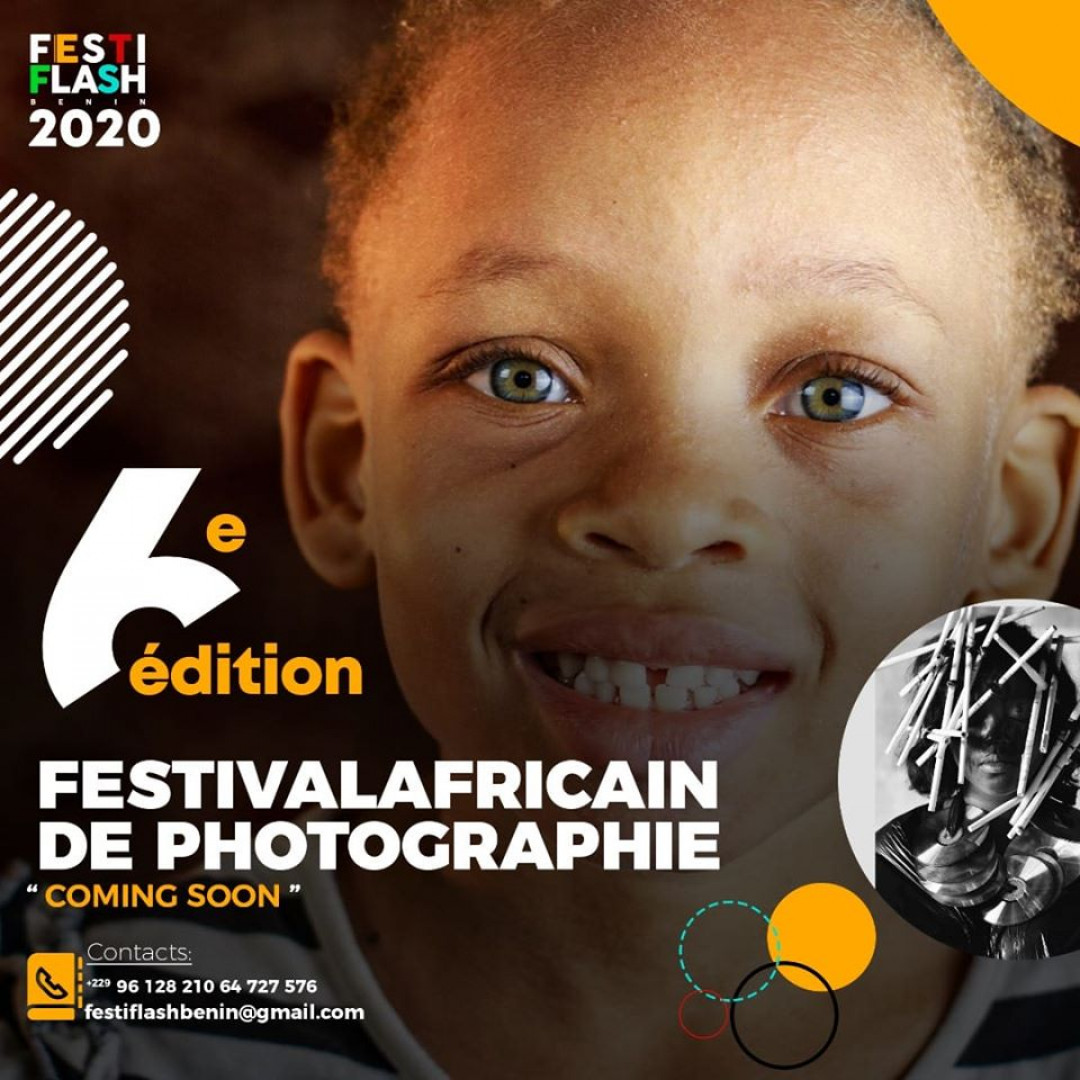 FESTI
FLASH
BENIN
2020
6e
édition
FESTIVALAFRICAIN
DE PHOTOGRAPHIE
“ COMING SOON ”
Contacts:
+229 96 128 210 64 727 576
festiflashbenin@gmail.com